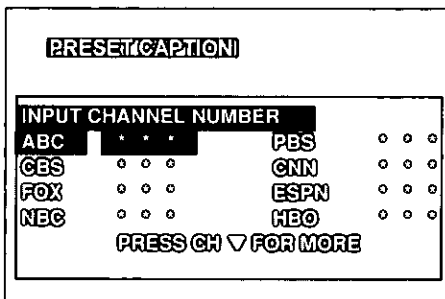 PRESET CAPTION
INPUT CHANNEL NUMBER
ABC * * * PBS * * *
CBS * * * CNN * * *
FOX * * * ESPN * * *
NBC * * * HBO * * *
PRESS CH ▽ FOR MORE